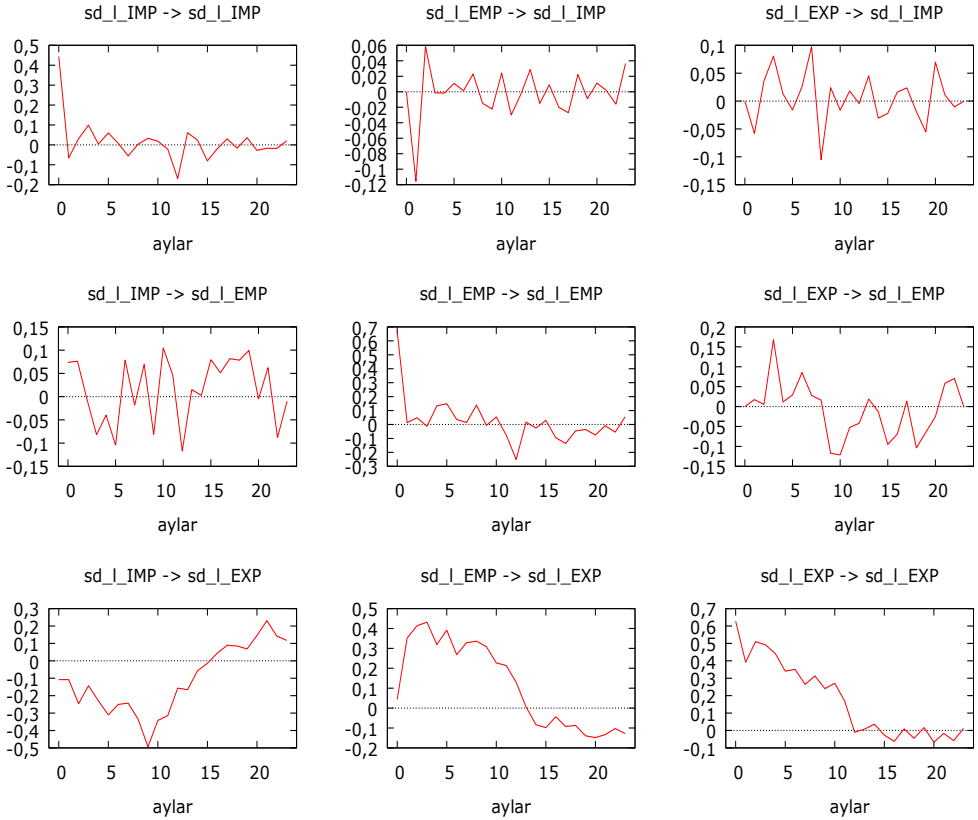 sd_l_IMP -> sd_l_IMP
0,5
0,4
0,3
0,2
0,1
0
-0,1
-0,2
0 5 10 15 20
aylar
sd_l_EMP -> sd_l_IMP
0,06
0,04
0,02
0
-0,02
-0,04
-0,06
-0,08
-0,1
-0,12
0 5 10 15 20
aylar
sd_l_EXP -> sd_l_IMP
0,1
0,05
0
-0,05
-0,1
-0,15
0 5 10 15 20
aylar
sd_l_IMP -> sd_l_EMP
0,15
0,1
0,05
0
-0,05
-0,1
-0,15
0 5 10 15 20
aylar
sd_l_EMP -> sd_l_EMP
0,7
0,6
0,5
0,4
0,3
0,2
0,1
0
-0,1
-0,2
-0,3
0 5 10 15 20
aylar
sd_l_EXP -> sd_l_EMP
0,2
0,15
0,1
0,05
0
-0,05
-0,1
-0,15
0 5 10 15 20
aylar
sd_l_IMP -> sd_l_EXP
0,3
0,2
0,1
0
-0,1
-0,2
-0,3
-0,4
-0,5
0 5 10 15 20
aylar
sd_l_EMP -> sd_l_EXP
0,5
0,4
0,3
0,2
0,1
0
-0,1
-0,2
0 5 10 15 20
aylar
sd_l_EXP -> sd_l_EXP
0,7
0,6
0,5
0,4
0,3
0,2
0,1
0
-0,1
0 5 10 15 20
aylar